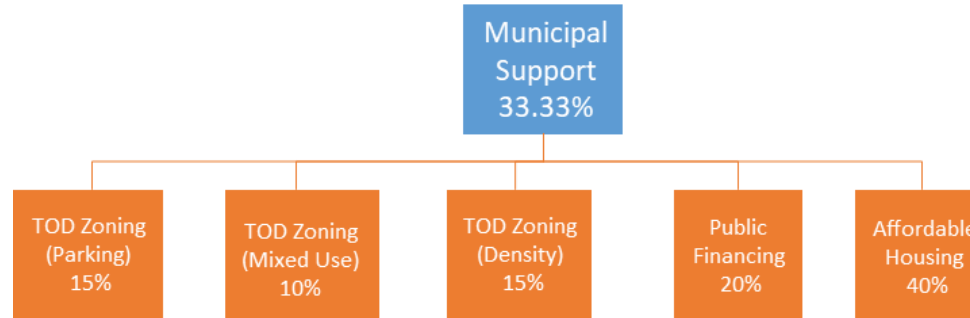 Municipal
Support
33.33%
TOD Zoning
(Parking)
15%
TOD Zoning
(Mixed Use)
10%
TOD Zoning
(Density)
15%
Public
Financing
20%
Affordable
Housing
40%